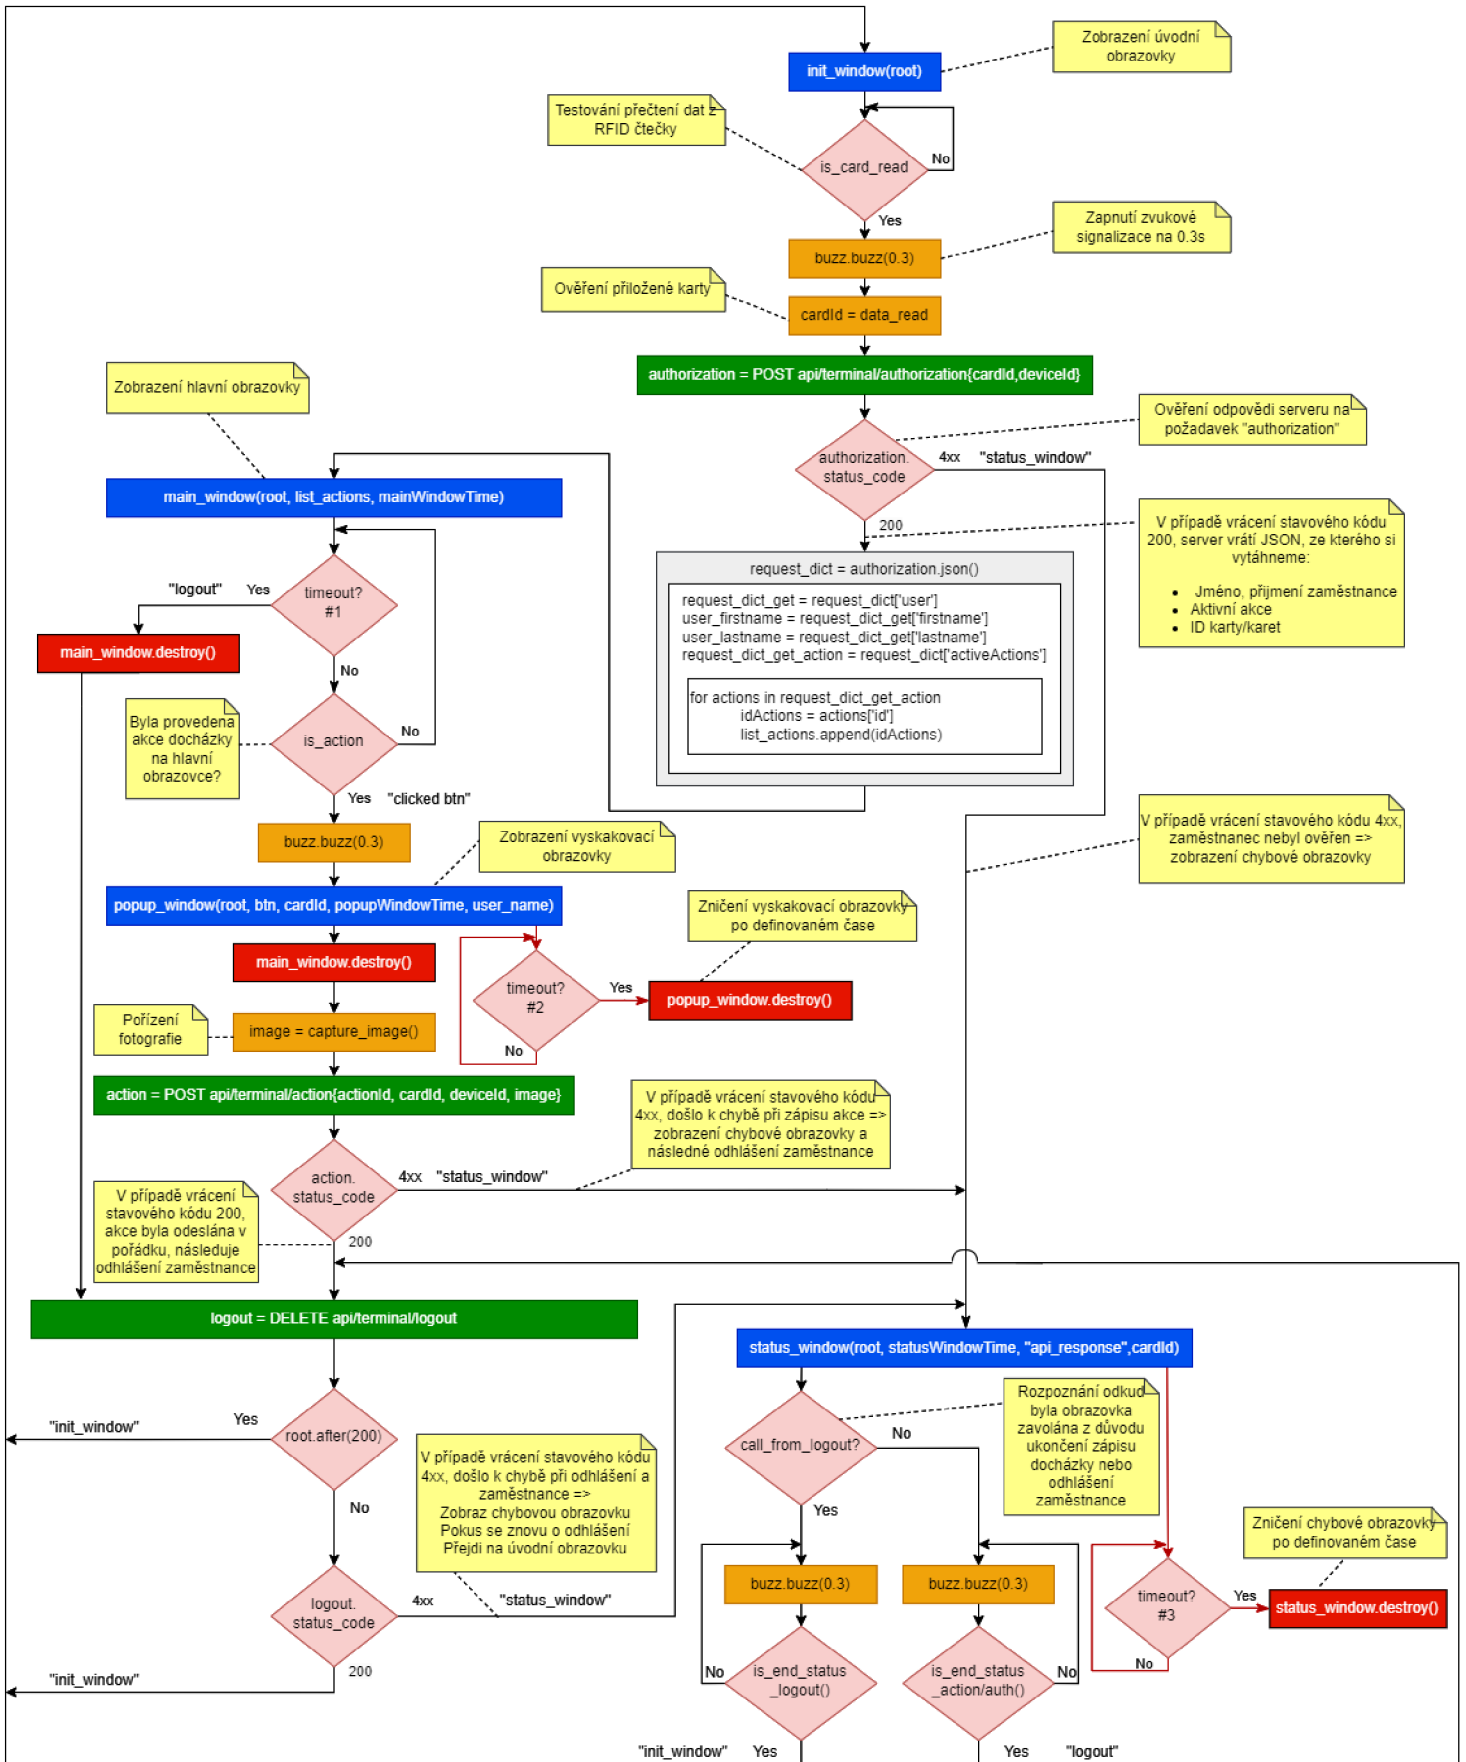 Zobrazení úvodní
obrazovky
init_window(root)
Testování přečtení dat z
RFID čtečky
is_card_read
No
Yes
Zapnutí zvukové
signalizace na 0.3s
buzz.buzz(0.3)
Ověření přiložené karty
cardId = data_read
authorization = POST api/terminal/authorization{cardId,deviceId}
Zobrazení hlavní obrazovky
Ověření odpovědi serveru na
požadavek "authorization"
authorization.
status_code
4xx "status_window"
main_window(root, list_actions, mainWindowTime)
200
V případě vrácení stavového kódu
200, server vrátí JSON, ze kterého si
vytáhneme:
• Jméno, přijmení zaměstnance
• Aktivní akce
• ID karty/karet
request_dict = authorization.json()
request_dict_get = request_dict['user']
user_firstname = request_dict_get['firstname']
user_lastname = request_dict_get['lastname']
request_dict_get_action = request_dict['activeActions']
for actions in request_dict_get_action
idActions = actions['id']
list_actions.append(idActions)
"logout" Yes
timeout?
#1
main_window.destroy()
No
Byla provedena
akce docházky
na hlavní
obrazovce?
is_action
No
Yes "clicked btn"
buzz.buzz(0.3)
Zobrazení vyskakovací
obrazovky
V případě vrácení stavového kódu 4xx,
zaměstnanec nebyl ověřen =>
zobrazení chybové obrazovky
popup_window(root, btn, cardId, popupWindowTime, user_name)
Zničení vyskakovací obrazovky
po definovaném čase
main_window.destroy()
timeout?
#2
Yes
popup_window.destroy()
No
Pořízení
fotografie
image = capture_image()
action = POST api/terminal/action{actionId, cardId, deviceId, image}
V případě vrácení stavového kódu
4xx, došlo k chybě při zápisu akce =>
zobrazení chybové obrazovky a
následné odhlášení zaměstnance
action.
status_code
4xx "status_window"
V případě vrácení
stavového kódu 200,
akce byla odeslána v
pořádku, následuje
odhlášení zaměstnance
200
logout = DELETE api/terminal/logout
status_window(root, statusWindowTime, "api_response",cardId)
"init_window" Yes
root.after(200)
No
V případě vrácení stavového kódu
4xx, došlo k chybě při odhlášení a
zaměstnance =>
Zobraz chybovou obrazovku
Pokus se znovu o odhlášení
Přejdi na úvodní obrazovku
call_from_logout?
No
Yes
Rozpoznání odkud
byla obrazovka
zavolána z důvodu
ukončení zápisu
docházky nebo
odhlášení
zaměstnance
Zničení chybové obrazovky
po definovaném čase
logout.
status_code
4xx "status_window"
200
"init_window"
buzz.buzz(0.3)
buzz.buzz(0.3)
timeout?
#3
Yes
status_window.destroy()
No
No
is_end_status
_logout()
is_end_status
_action/auth()
No
"init_window" Yes
Yes "logout"